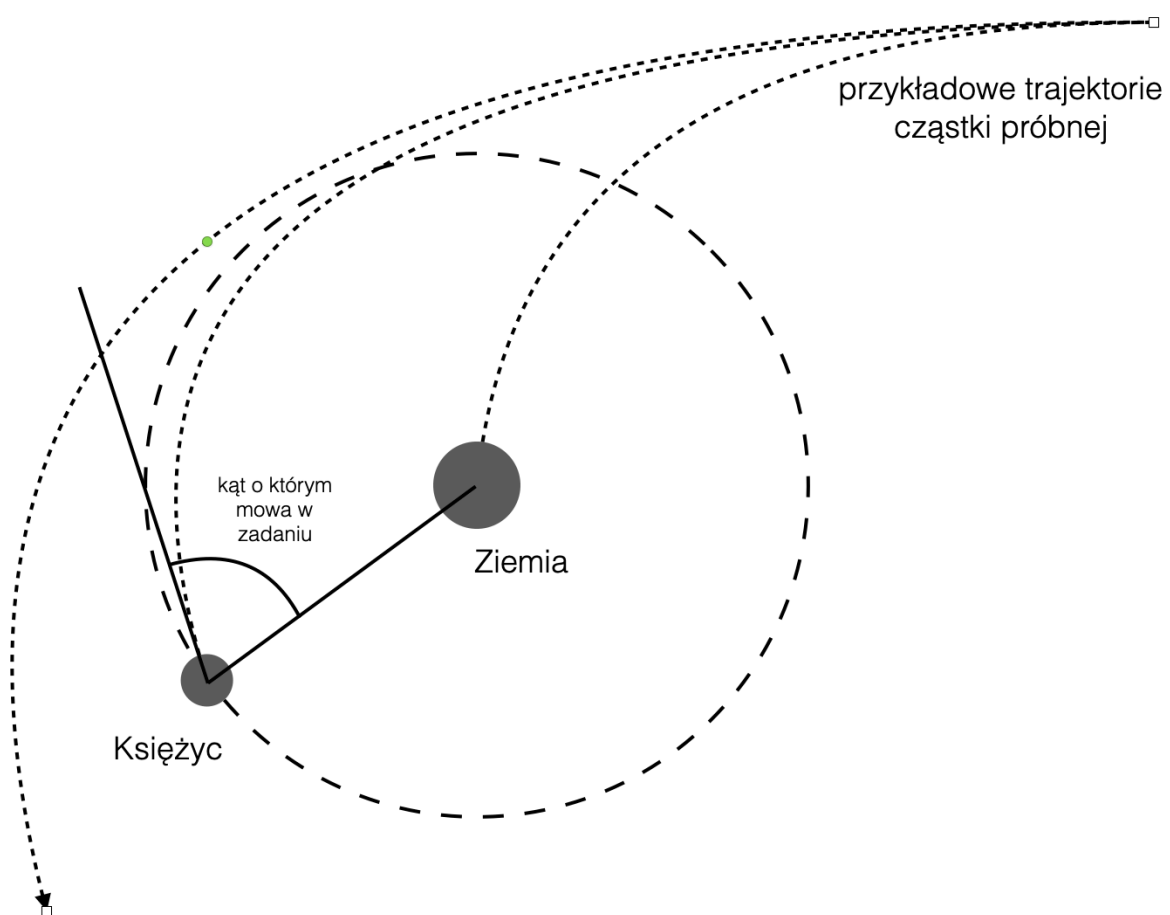 przykładowe trajektorie
cząstki próbnej
kąt o którym
mowa w
zadaniu
Ziemia
Księżyc